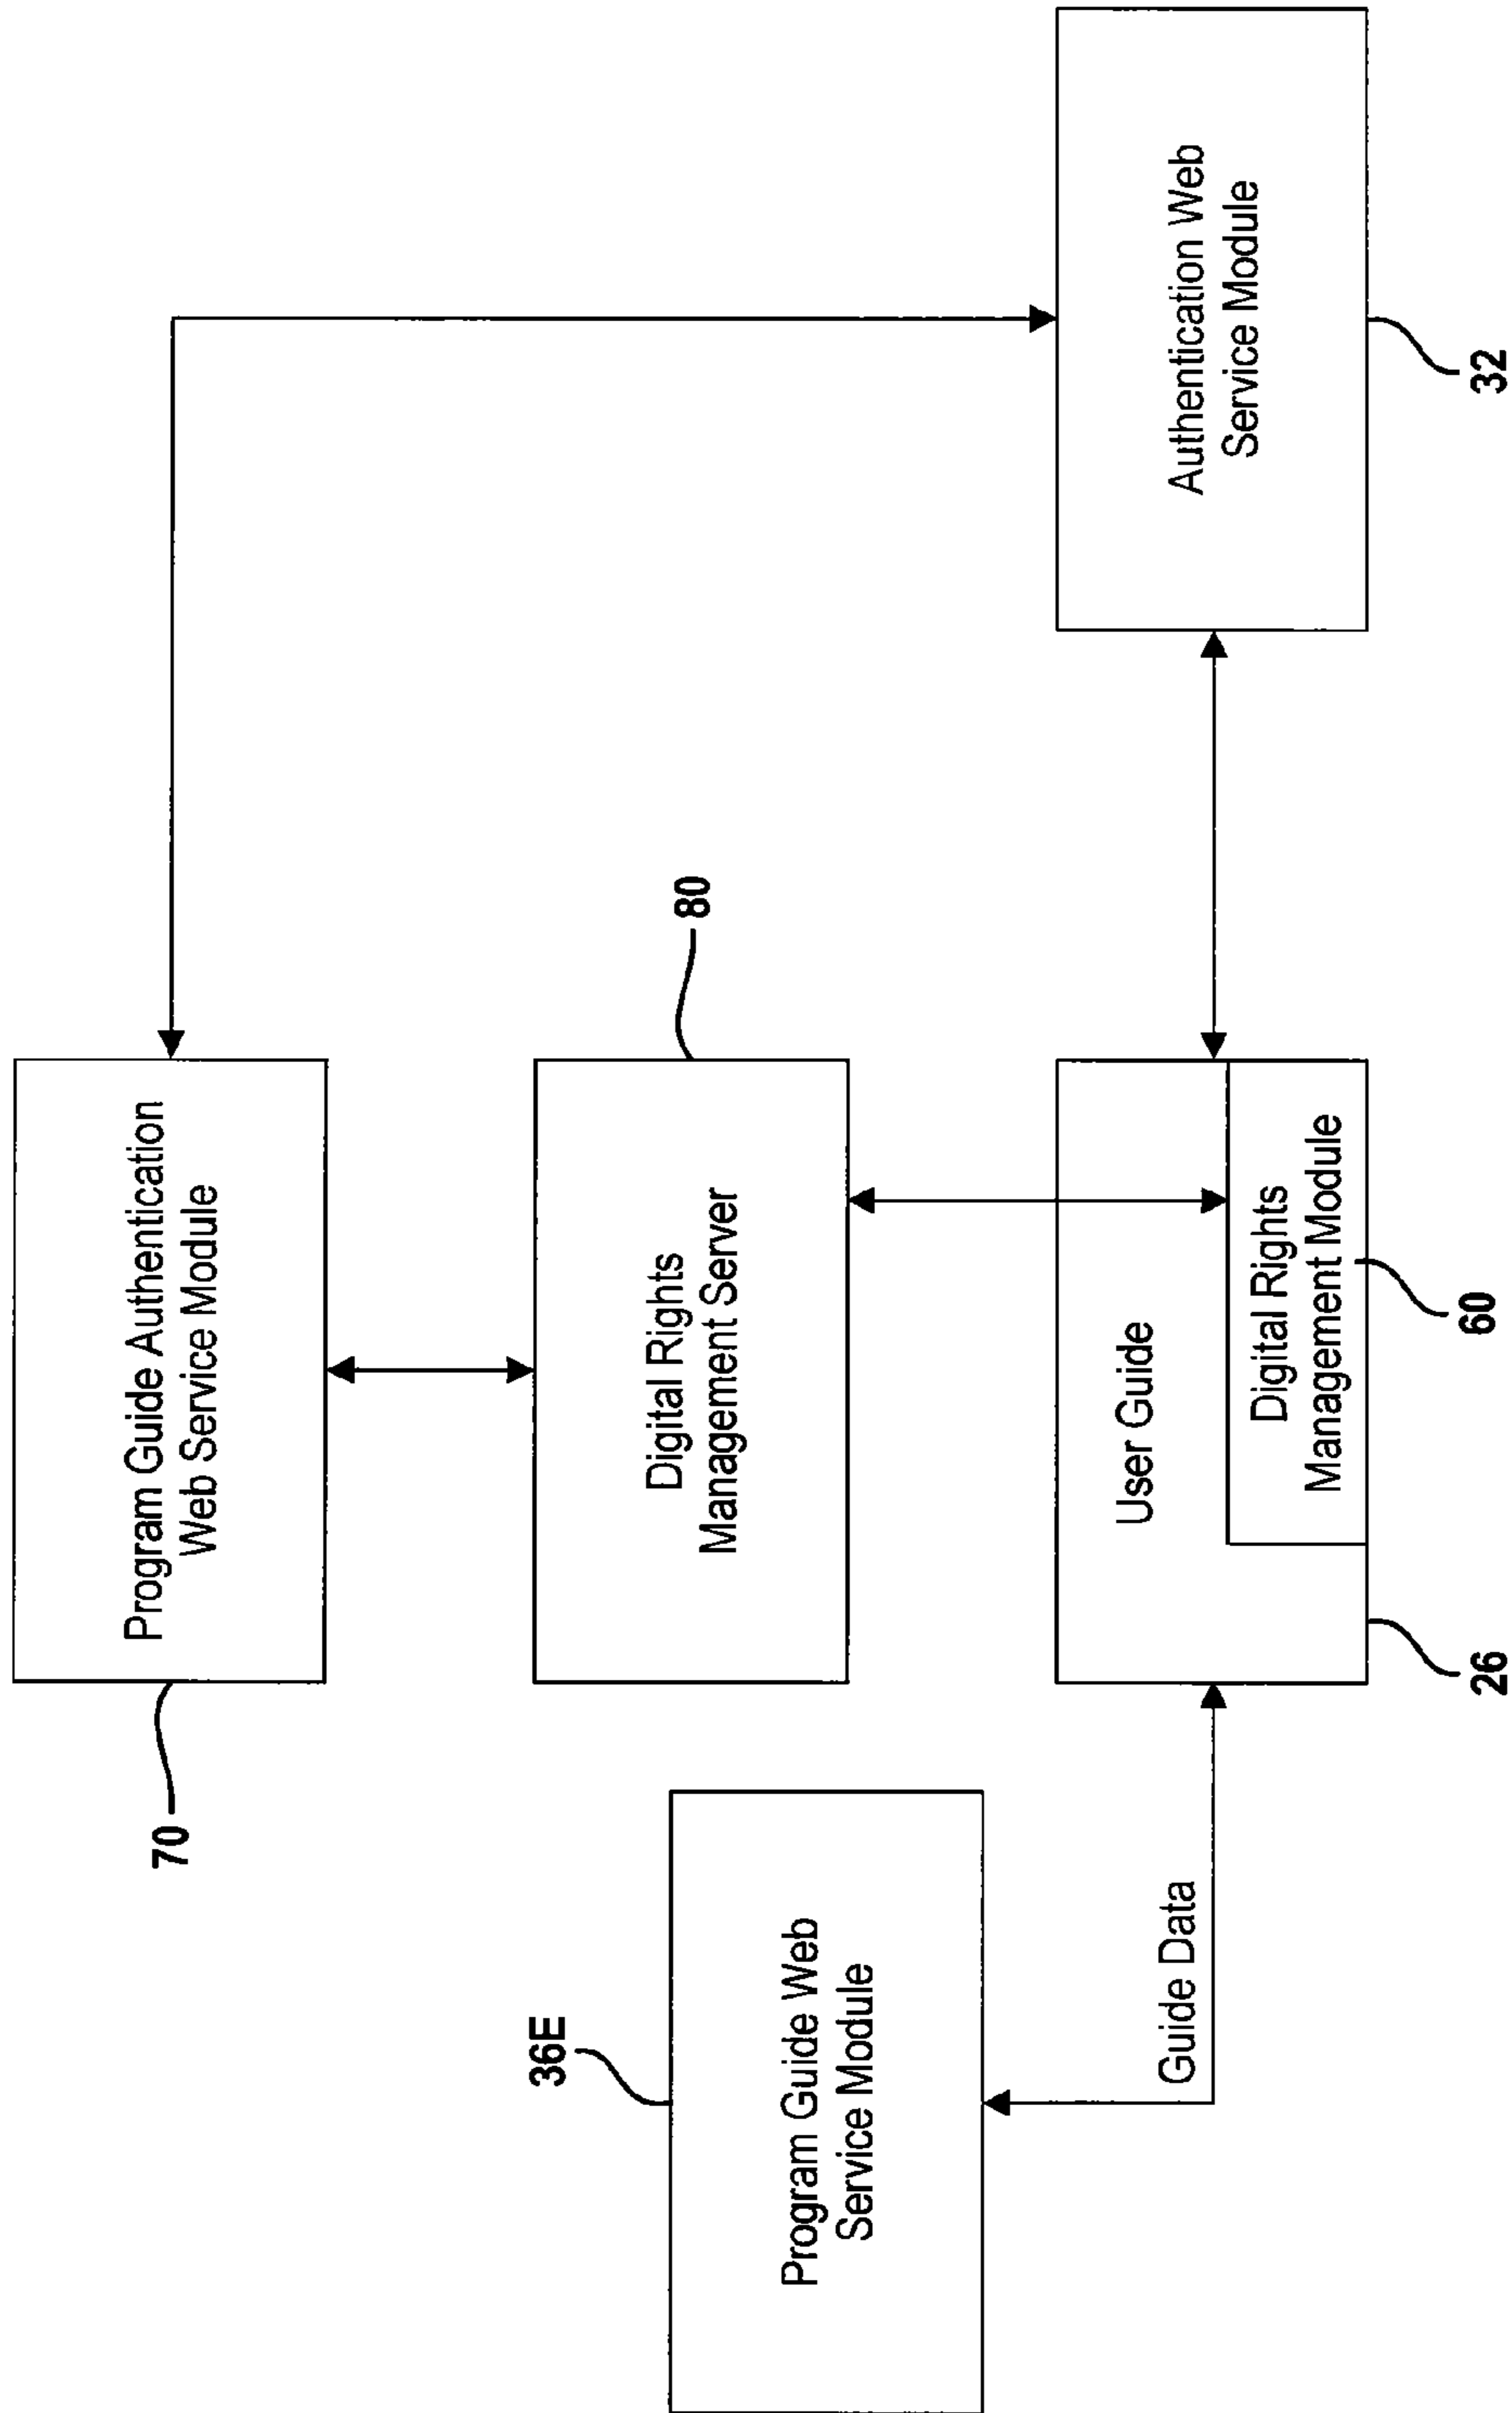 70
Program Guide Authentication
Web Service Module
80
Digital Rights
Management Server
36E
Program Guide Web
Service Module
Guide Data
User Guide
Digital Rights
Management Module
26
60
Authentication Web
Service Module
32